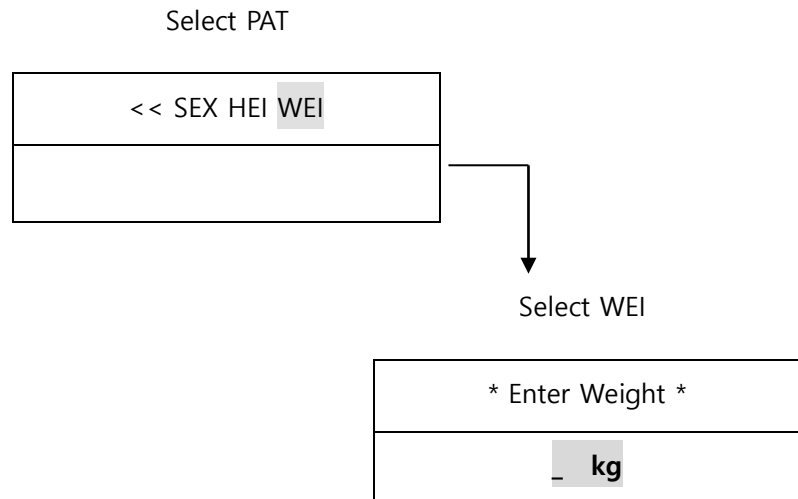 Select PAT
<< SEX HEI WEI
Select WEI
* Enter Weight *
_ kg